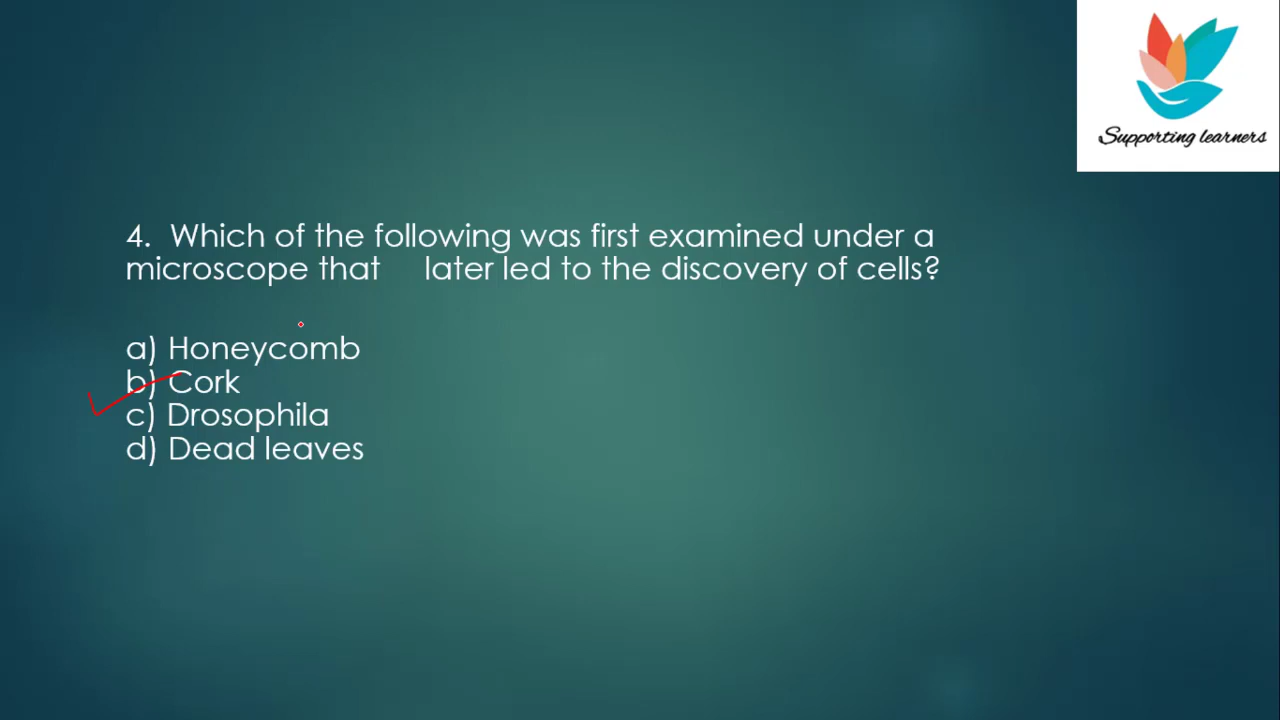 Supporting learners
4. Which of the following was first examined under a
microscope that later led to the discovery of cells?
a) Honeycomb
b) Cork
c) Drosophila
d) Dead leaves